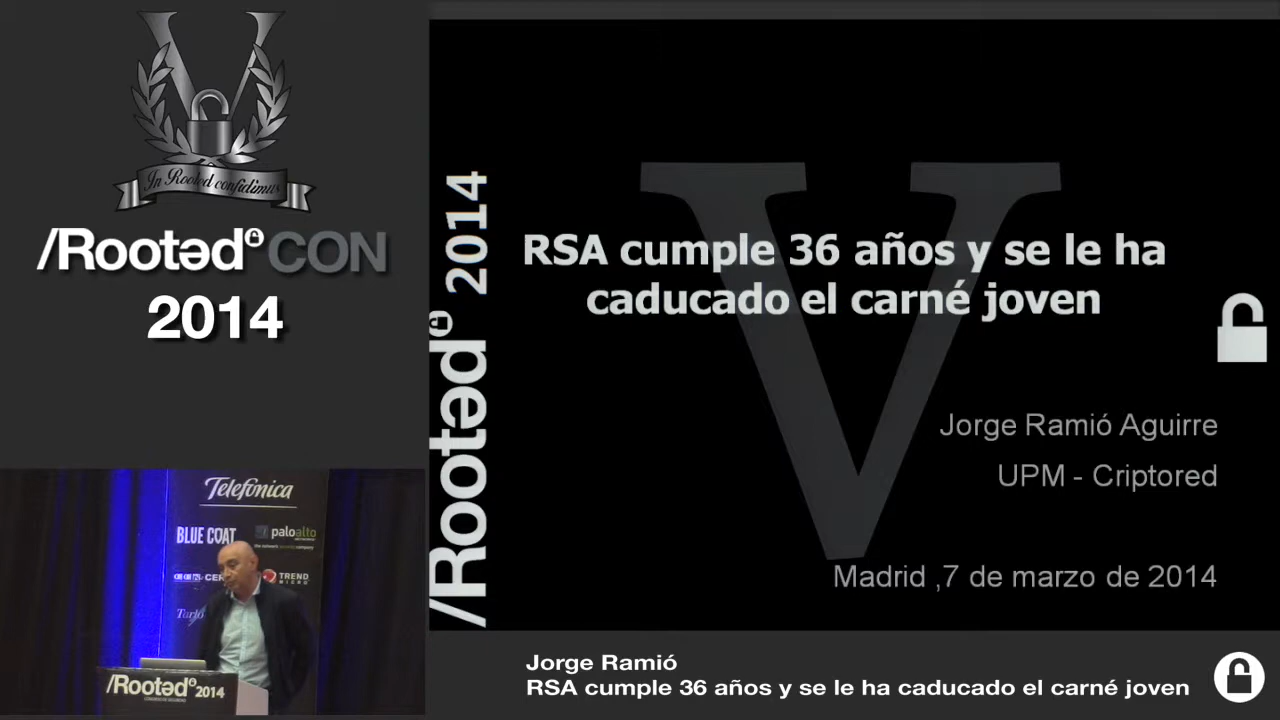 In Rooted confidimus
/Rootəd CON
2014
/Rootəd 2014
RSA cumple 36 años y se le ha
caducado el carné joven
Jorge Ramió Aguirre
UPM - Criptored
Madrid ,7 de marzo de 2014
Telefónica
BLUE COAT
paloalto
TREND
MICRO
/Rootəd 2014
Jorge Ramió
RSA cumple 36 años y se le ha caducado el carné joven